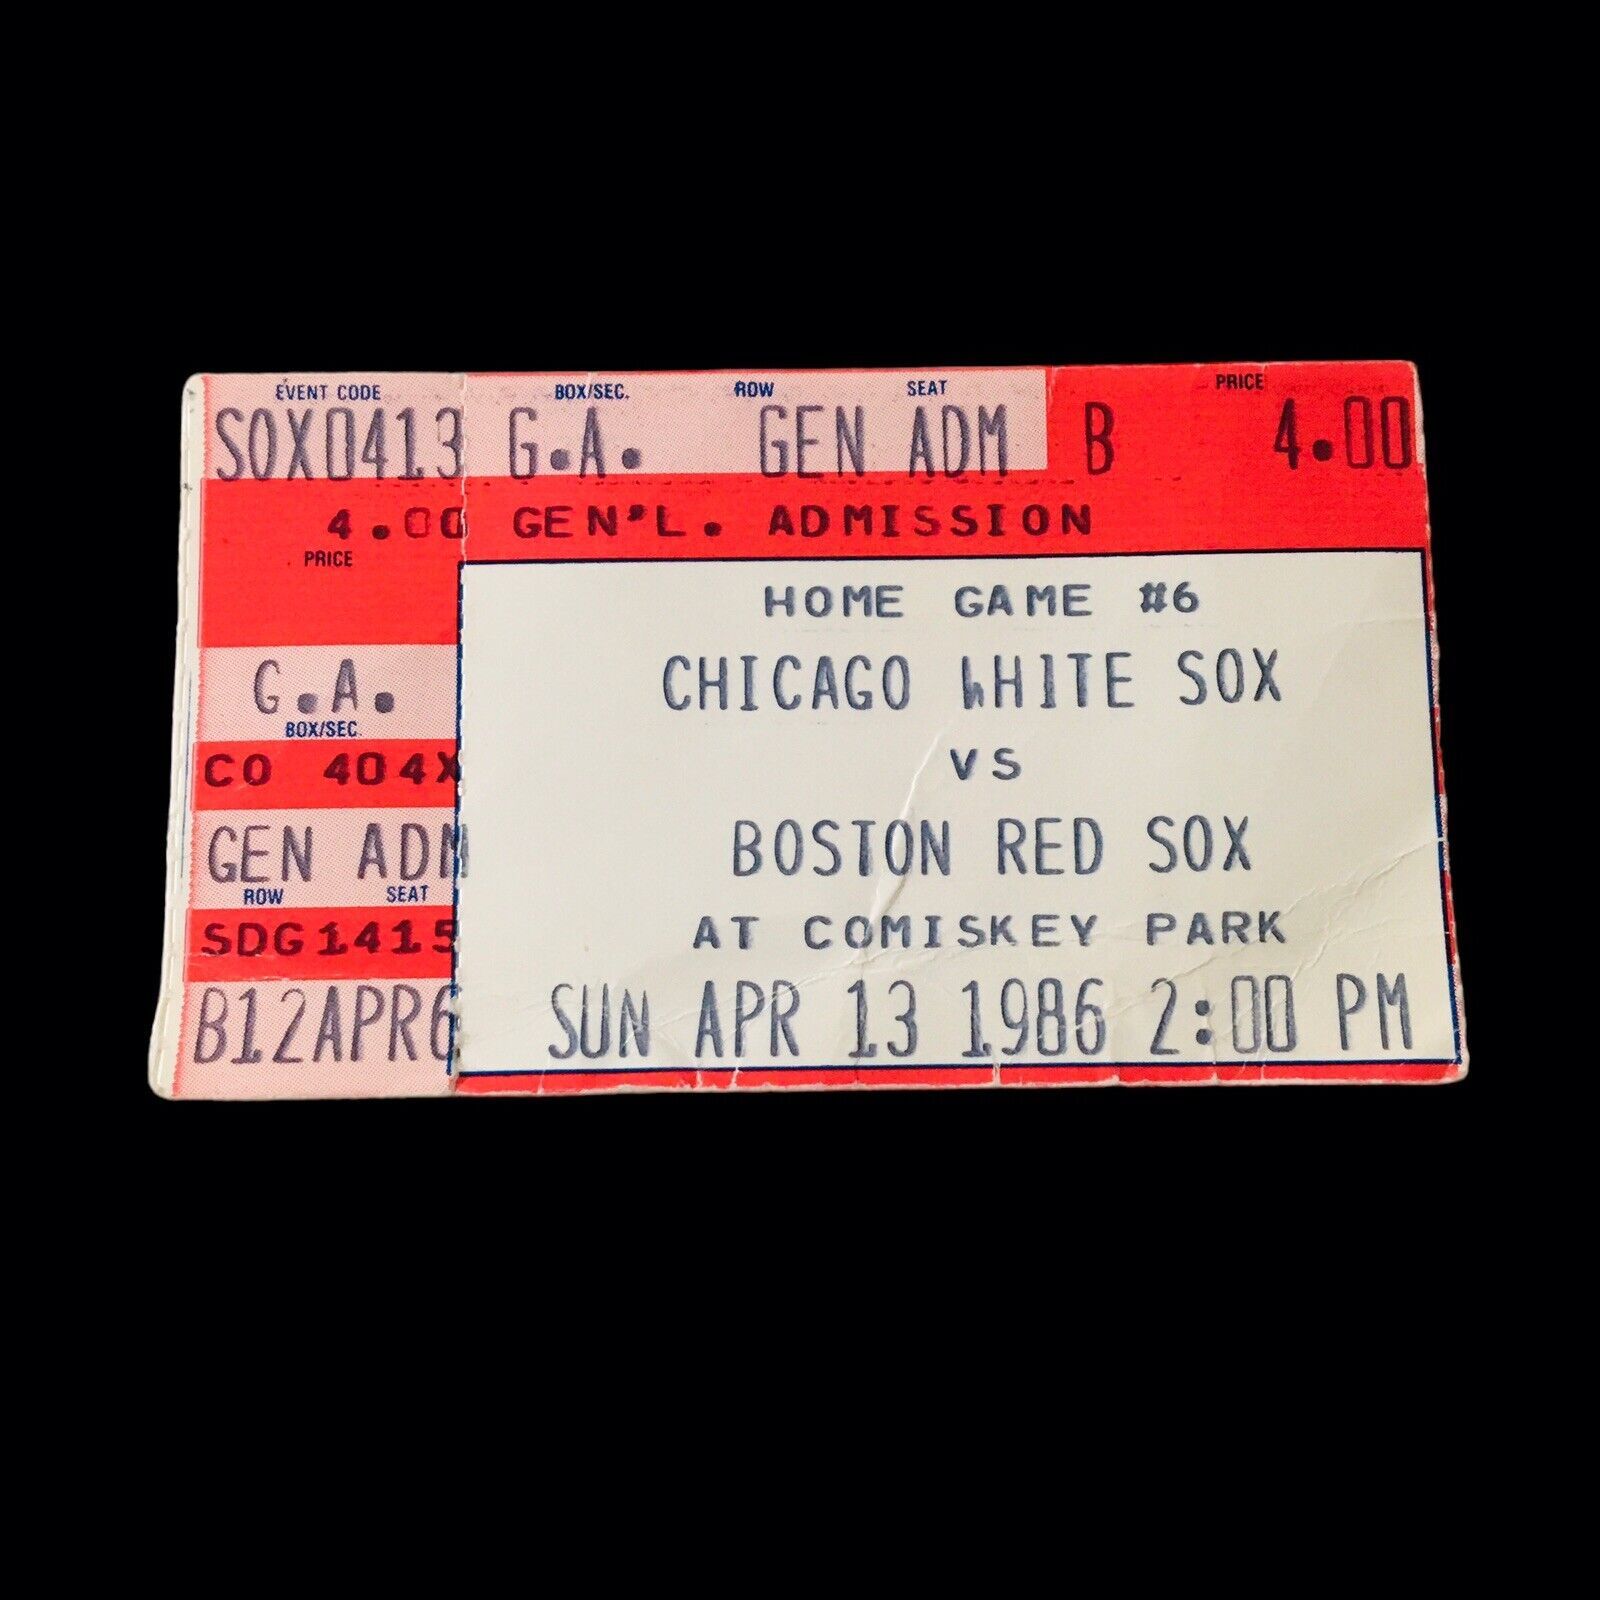 EVENT CODE BOX/SEC. ROW SEAT PRICE
SOX0413 G.A. GEN ADM B 4.00
4.00 GEN'L. ADMISSION
PRICE
HOME GAME #6
G.A.
BOX/SEC.
CHICAGO WHITE SOX
CO 404X
VS
GEN ADM
ROW SEAT
BOSTON RED SOX
SDG1415
AT COMISKEY PARK
B12APR6
SUN APR 13 1986 2:00 PM